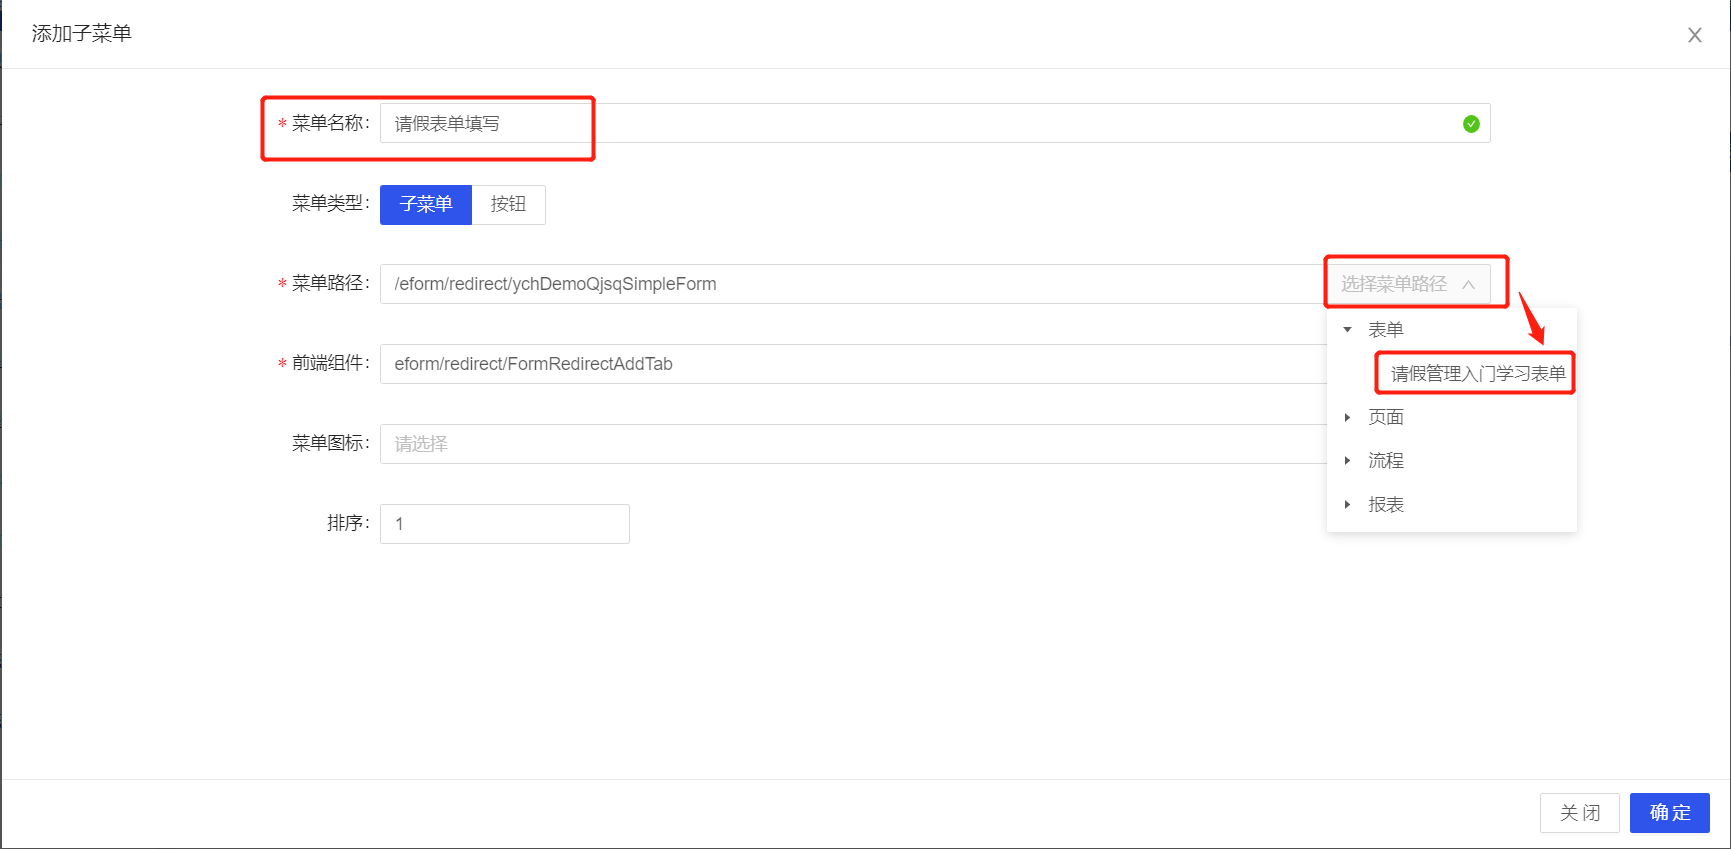 添加子菜单
* 菜单名称： 请假表单填写
菜单类型： 子菜单 按钮
* 菜单路径： /eform/redirect/ychDemoQjsqSimpleForm 选择菜单路径
表单
* 前端组件： eform/redirect/FormRedirectAddTab
请假管理入门学习表单
页面
菜单图标： 请选择
流程
报表
排序： 1
关闭 确定